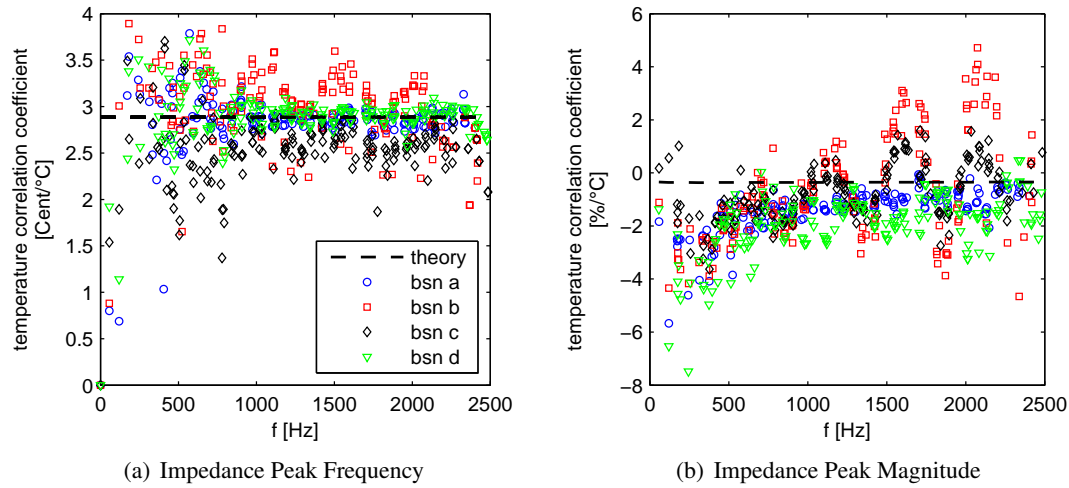 temperature correlation coefficient
[Cent/°C]
4
3.5
3
2.5
2
1.5
1
0.5
0
0 500 1000 1500 2000 2500
f [Hz]
theory
bsn a
bsn b
bsn c
bsn d
(a) Impedance Peak Frequency
temperature correlation coefficient
[%/°C]
6
4
2
0
−2
−4
−6
−8
0 500 1000 1500 2000 2500
f [Hz]
(b) Impedance Peak Magnitude